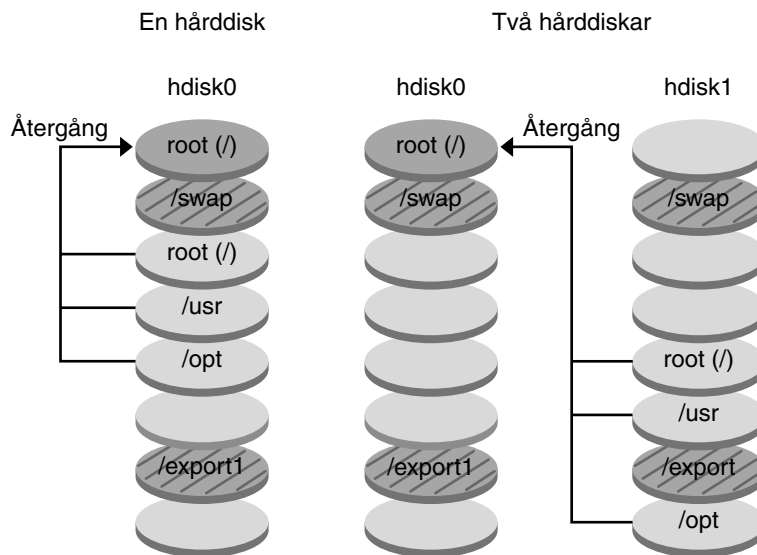 En hårddisk
Två hårddiskar
hdisk0
hdisk0
hdisk1
Återgång
root (/)
root (/)
Återgång
/swap
/swap
/swap
root (/)
/usr
/opt
root (/)
/usr
/export1
/export1
/export
/opt